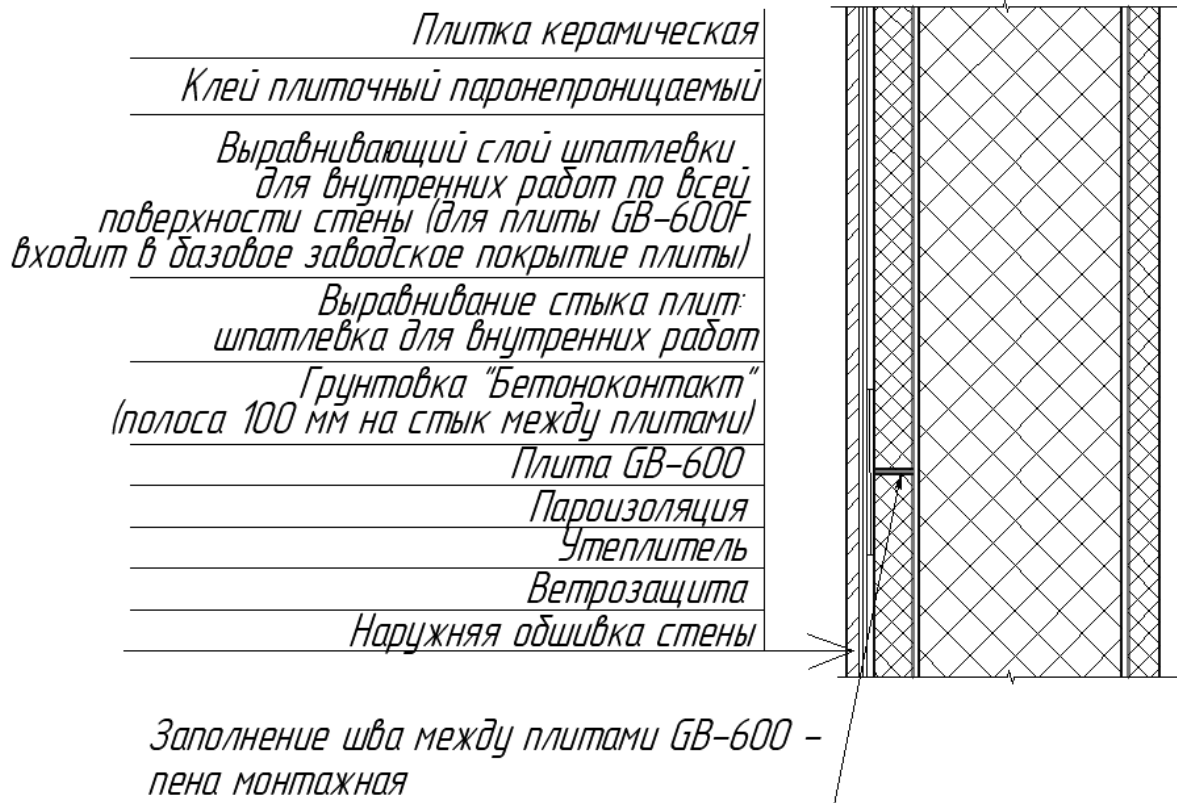 Плитка керамическая
Клей плиточный паронепроницаемый
Выравнивающий слой шпатлевки
для внутренних работ по всей
поверхности стены (для плиты GB-600F
входит в базовое заводское покрытие плиты)
Выравнивание стыка плит:
шпатлевка для внутренних работ
Грунтовка "Бетоноконтакт"
(полоса 100 мм на стык между плитами)
Плита GB-600
Пароизоляция
Утеплитель
Ветрозащита
Наружняя обшивка стены
Заполнение шва между плитами GB-600 -
пена монтажная